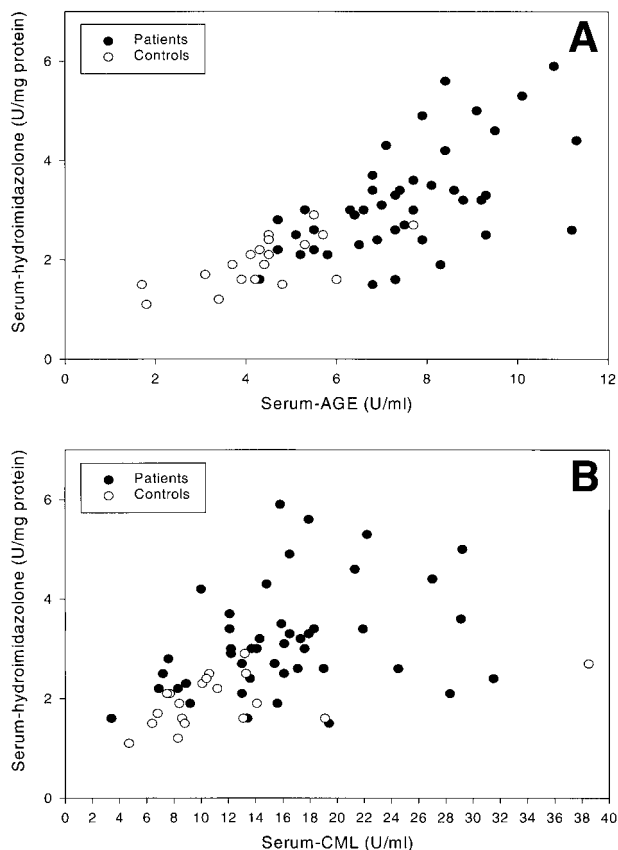 A
Patients
Controls
Serum-hydroimidazolone (U/mg protein)
6
4
2
0
0 2 4 6 8 10 12
Serum-AGE (U/ml)
B
Patients
Controls
Serum-hydroimidazolone (U/mg protein)
6
4
2
0
0 2 4 6 8 10 12 14 16 18 20 22 24 26 28 30 32 34 36 38 40
Serum-CML (U/ml)